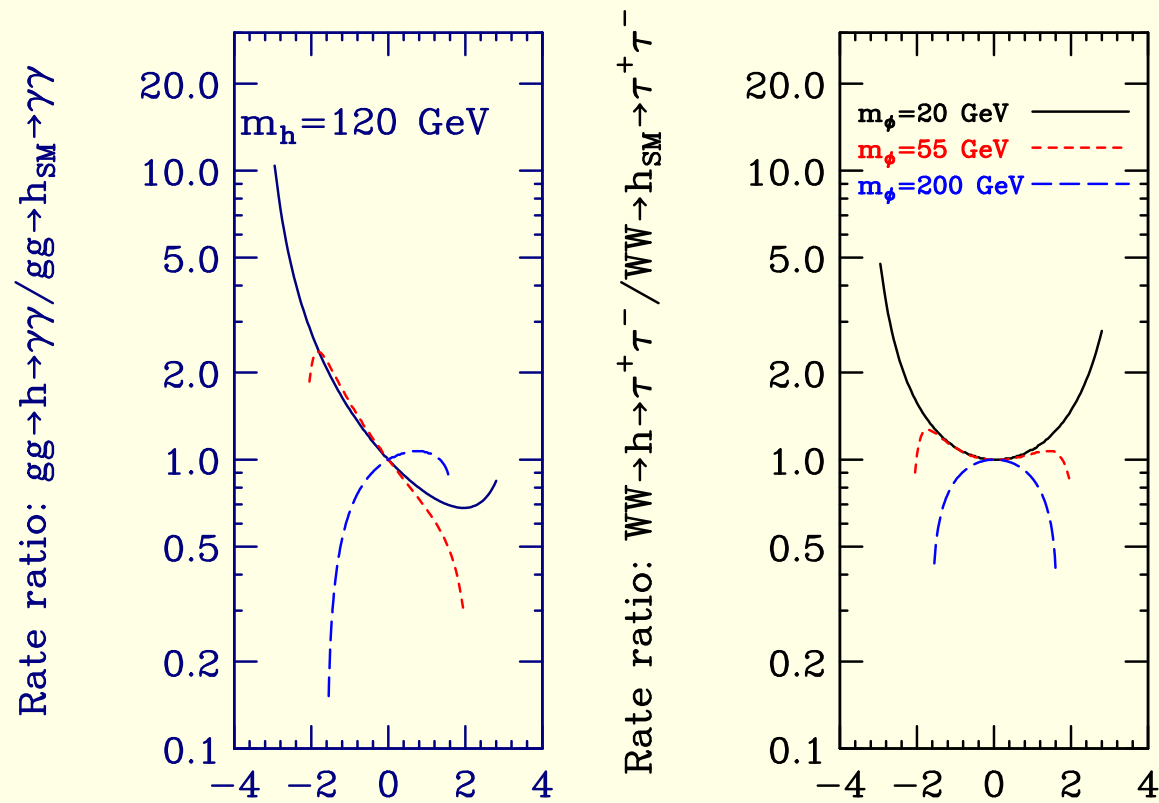 Rate ratio: gg→h→γγ/gg→h_SM→γγ
20.0
10.0
5.0
2.0
1.0
0.5
0.2
0.1
−4 −2 0 2 4
m_h=120 GeV
Rate ratio: WW→h→τ⁺τ⁻/WW→h_SM→τ⁺τ⁻
20.0
10.0
5.0
2.0
1.0
0.5
0.2
0.1
−4 −2 0 2 4
m_ϕ=20 GeV
m_ϕ=55 GeV
m_ϕ=200 GeV